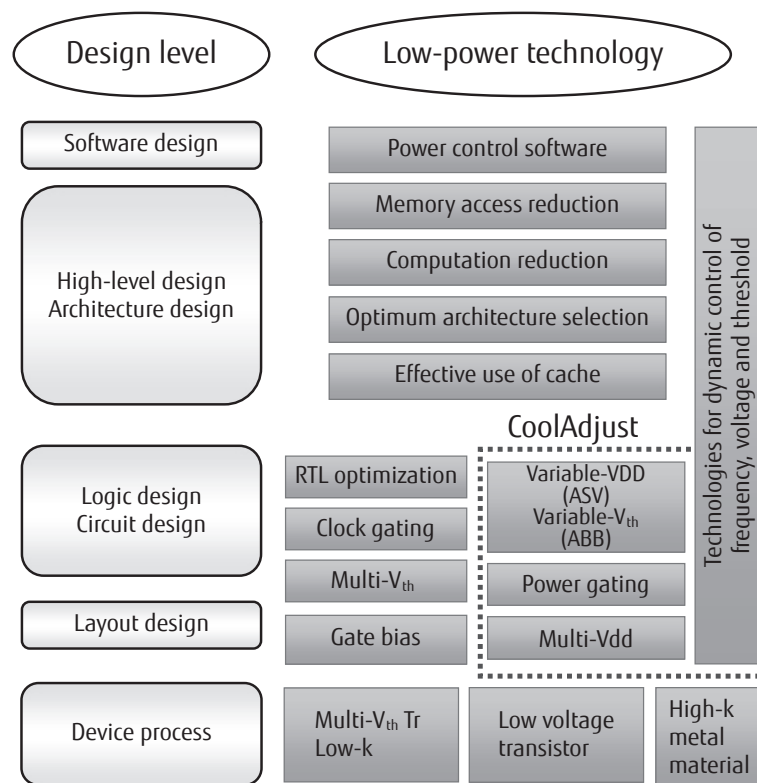 Design level
Low-power technology
Software design
Power control software
High-level design
Architecture design
Memory access reduction
Computation reduction
Optimum architecture selection
Effective use of cache
Technologies for dynamic control of
frequency, voltage and threshold
CoolAdjust
Logic design
Circuit design
RTL optimization
Clock gating
Multi-Vth
Gate bias
Variable-VDD
(ASV)
Variable-Vth
(ABB)
Power gating
Multi-Vdd
Layout design
Device process
Multi-Vth Tr
Low-k
Low voltage
transistor
High-k
metal
material